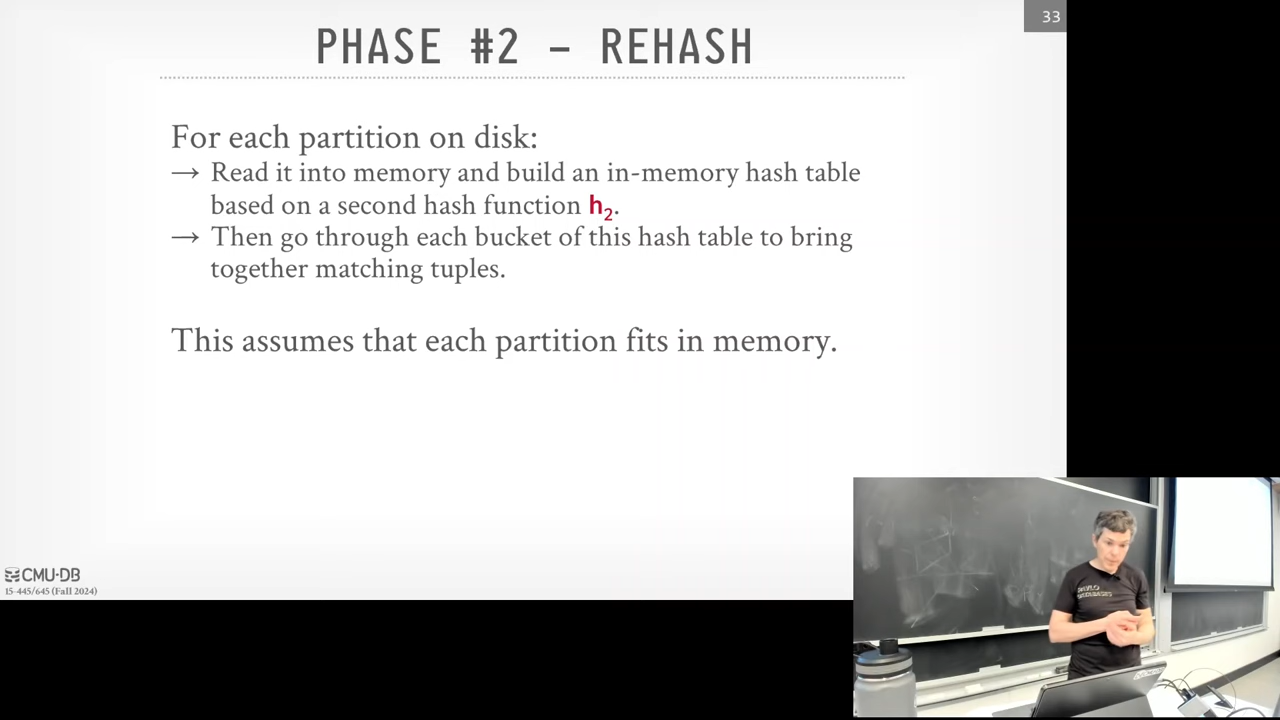 33
PHASE #2 – REHASH
For each partition on disk:
→ Read it into memory and build an in-memory hash table
based on a second hash function h₂.
→ Then go through each bucket of this hash table to bring
together matching tuples.
This assumes that each partition fits in memory.
CMU·DB
15-445/645 (Fall 2024)